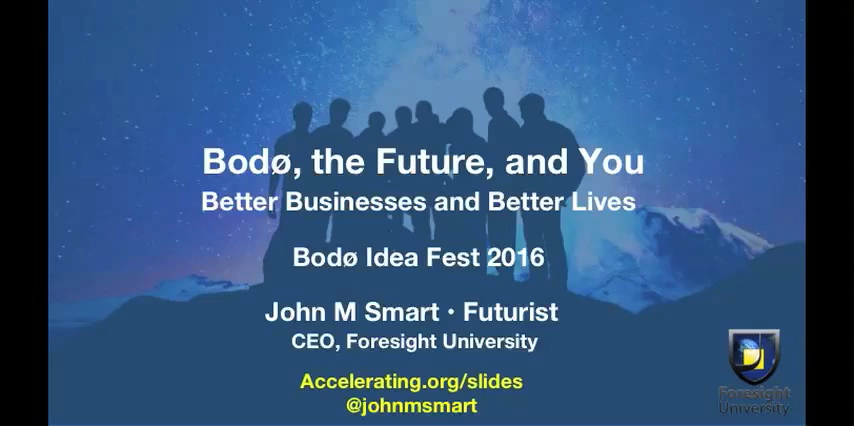 Bodø, the Future, and You
Better Businesses and Better Lives
Bodø Idea Fest 2016
John M Smart • Futurist
CEO, Foresight University
Accelerating.org/slides
@johnmsmart
Foresight
University